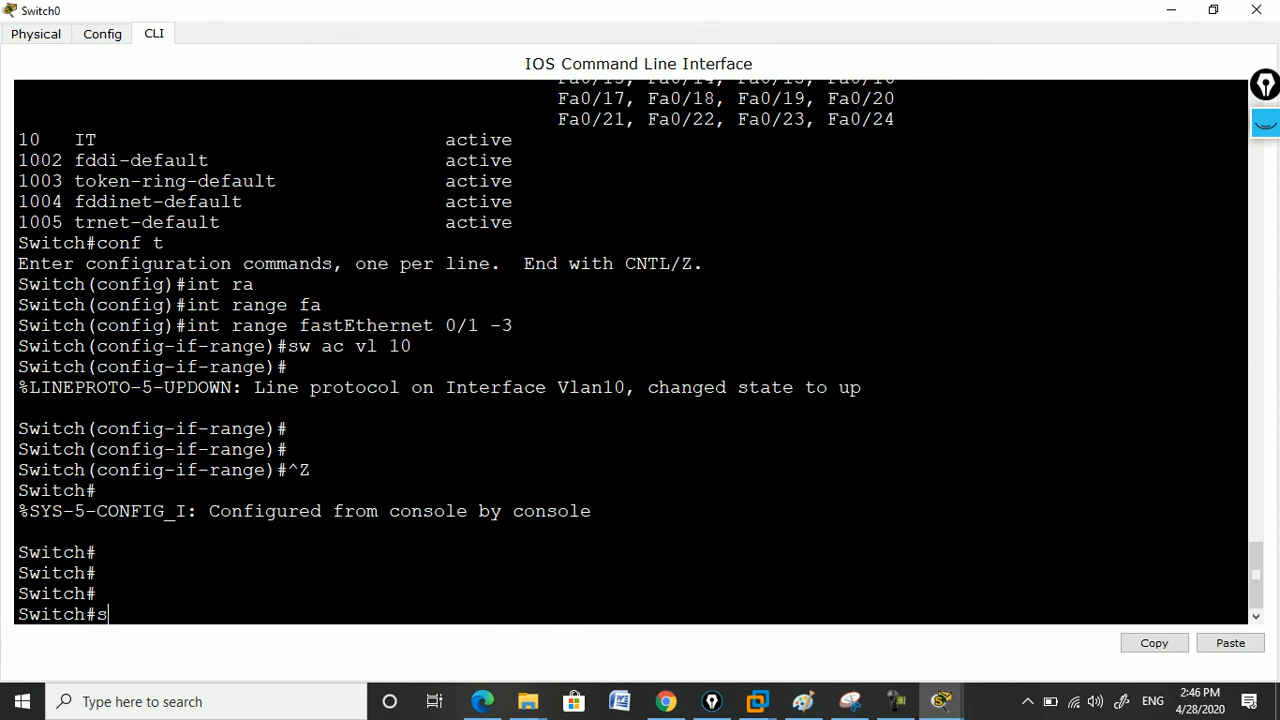 Switch0
Physical Config CLI
IOS Command Line Interface
Fa0/17, Fa0/18, Fa0/19, Fa0/20
Fa0/21, Fa0/22, Fa0/23, Fa0/24
10 IT active
1002 fddi-default active
1003 token-ring-default active
1004 fddinet-default active
1005 trnet-default active
Switch#conf t
Enter configuration commands, one per line. End with CNTL/Z.
Switch(config)#int ra
Switch(config)#int range fa
Switch(config)#int range fastEthernet 0/1 -3
Switch(config-if-range)#sw ac vl 10
Switch(config-if-range)#
%LINEPROTO-5-UPDOWN: Line protocol on Interface Vlan10, changed state to up
Switch(config-if-range)#
Switch(config-if-range)#
Switch(config-if-range)#^Z
Switch#
%SYS-5-CONFIG_I: Configured from console by console
Switch#
Switch#
Switch#
Switch#s
Copy Paste
Type here to search
ENG
2:46 PM
4/28/2020